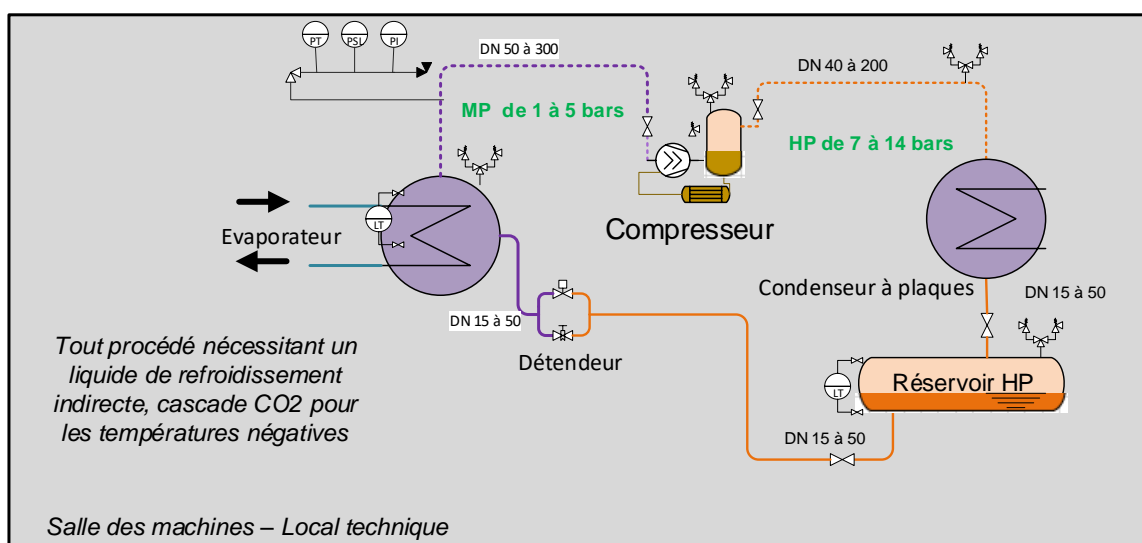 PT PSL PI
DN 50 à 300
DN 40 à 200
MP de 1 à 5 bars
HP de 7 à 14 bars
LT
Evaporateur
Compresseur
Condenseur à plaques
DN 15 à 50
DN 15 à 50
Détendeur
Tout procédé nécessitant un
liquide de refroidissement
indirecte, cascade CO2 pour
les températures négatives
LT
Réservoir HP
DN 15 à 50
Salle des machines – Local technique